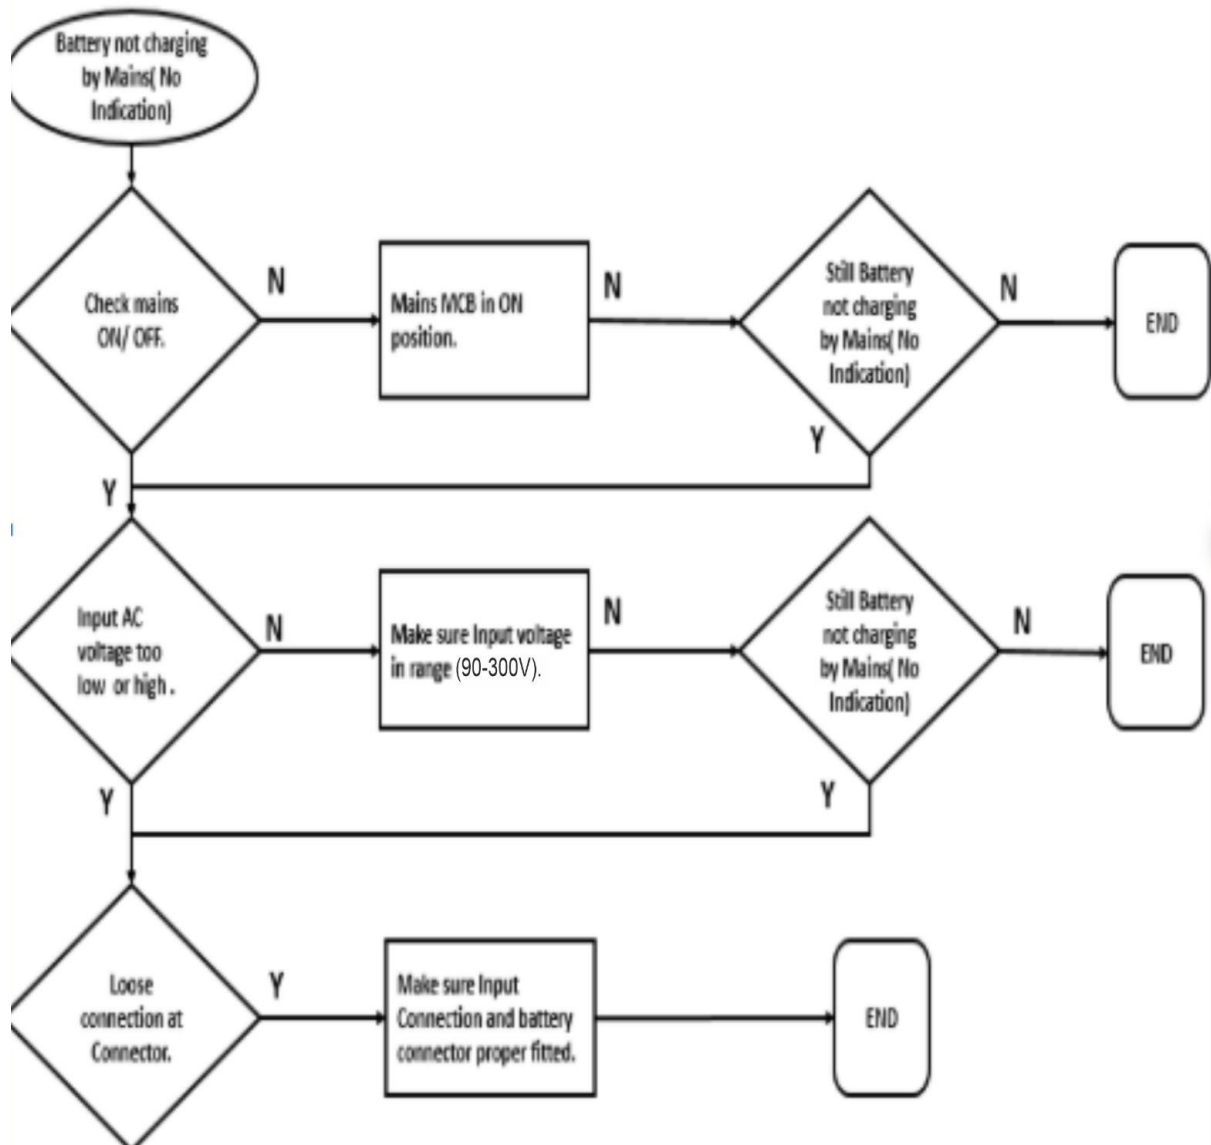 Battery not charging
by Mains( No
Indication)
Check mains
ON/ OFF.
N
Mains MCB in ON
position.
N
Still Battery
not charging
by Mains( No
Indication)
N
END
Y
Y
Input AC
voltage too
low or high .
N
Make sure Input voltage
in range (90-300V).
N
Still Battery
not charging
by Mains( No
Indication)
N
END
Y
Y
Loose
connection at
Connector.
Y
Make sure Input
Connection and battery
connector proper fitted.
END